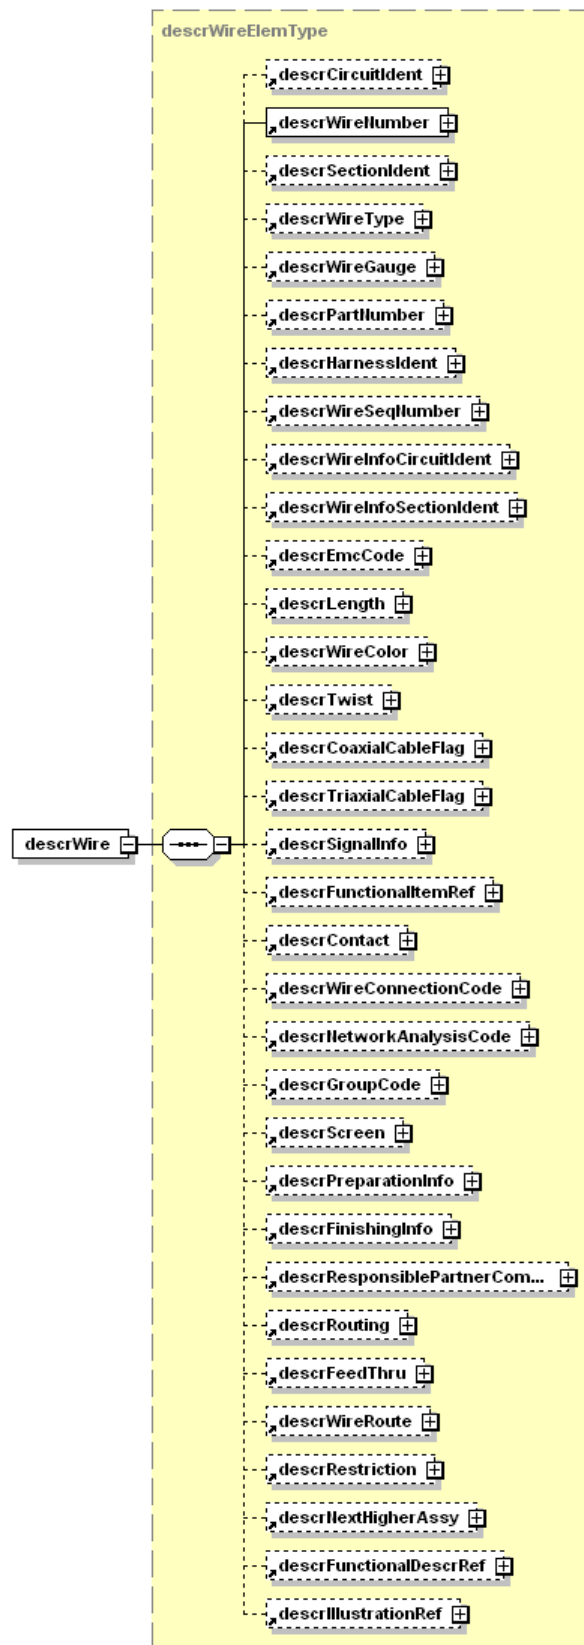 descrWireElemType
descrCircuitIdent
descrWireNumber
descrSectionIdent
descrWireType
descrWireGauge
descrPartNumber
descrHarnessIdent
descrWireSeqNumber
descrWireInfoCircuitIdent
descrWireInfoSectionIdent
descrEmcCode
descrLength
descrWireColor
descrTwist
descrCoaxialCableFlag
descrTriaxialCableFlag
descrWire
descrSignalInfo
descrFunctionalItemRef
descrContact
descrWireConnectionCode
descrNetworkAnalysisCode
descrGroupCode
descrScreen
descrPreparationInfo
descrFinishingInfo
descrResponsiblePartnerCom...
descrRouting
descrFeedThru
descrWireRoute
descrRestriction
descrNextHigherAssy
descrFunctionalDescrRef
descrIllustrationRef